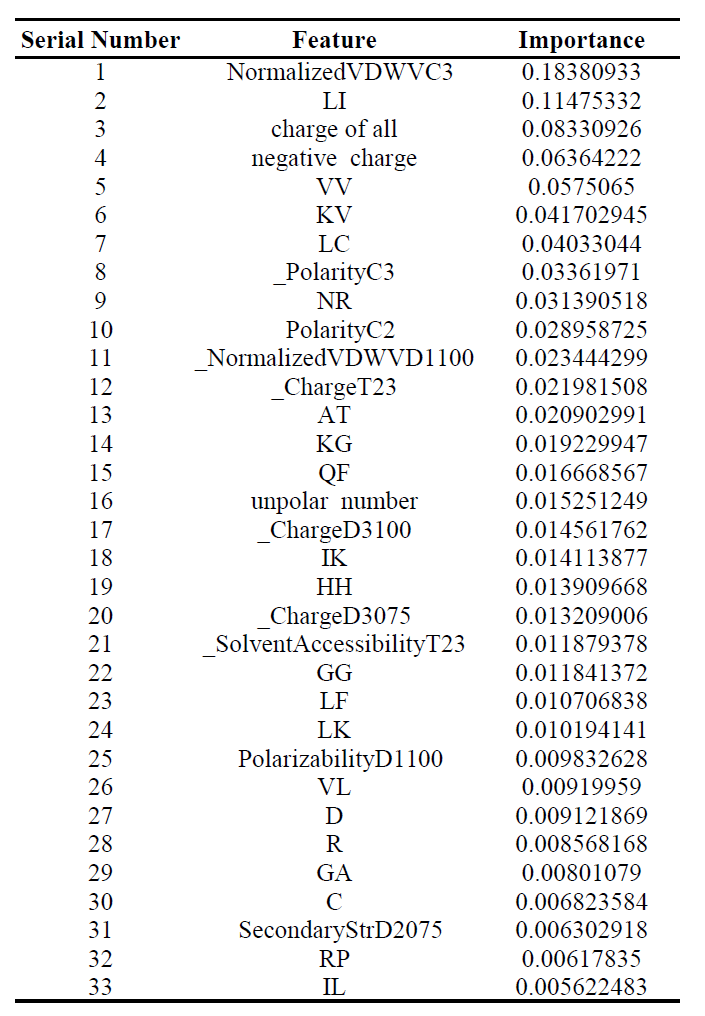 Serial Number Feature Importance
1 NormalizedVDWVC3 0.18380933
2 LI 0.11475332
3 charge of all 0.08330926
4 negative charge 0.06364222
5 VV 0.0575065
6 KV 0.041702945
7 LC 0.04033044
8 _PolarityC3 0.03361971
9 NR 0.031390518
10 PolarityC2 0.028958725
11 _NormalizedVDWVD1100 0.023444299
12 _ChargeT23 0.021981508
13 AT 0.020902991
14 KG 0.019229947
15 QF 0.016668567
16 unpolar number 0.015251249
17 _ChargeD3100 0.014561762
18 IK 0.014113877
19 HH 0.013909668
20 _ChargeD3075 0.013209006
21 _SolventAccessibilityT23 0.011879378
22 GG 0.011841372
23 LF 0.010706838
24 LK 0.010194141
25 PolarizabilityD1100 0.009832628
26 VL 0.00919959
27 D 0.009121869
28 R 0.008568168
29 GA 0.00801079
30 C 0.006823584
31 SecondaryStrD2075 0.006302918
32 RP 0.00617835
33 IL 0.005622483